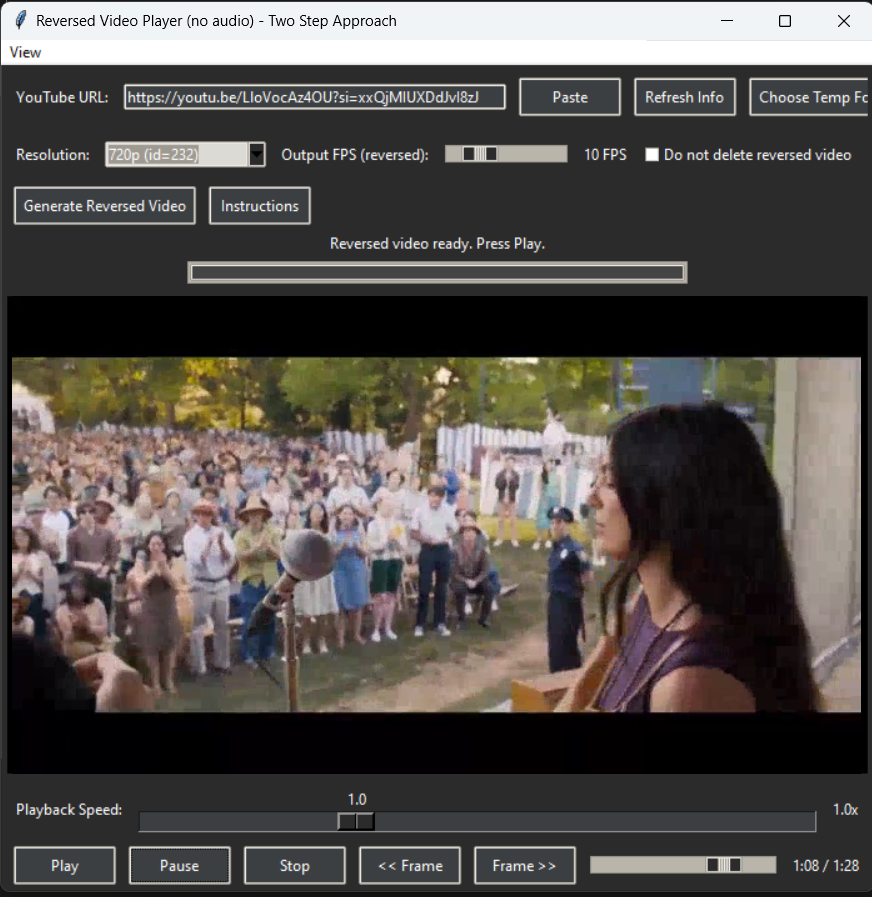 Reversed Video Player (no audio) - Two Step Approach
View
YouTube URL: https://youtu.be/LIoVocAz4OU?si=xxQjMIUXDdJvI8zJ Paste Refresh Info Choose Temp Fo
Resolution: 720p (id=232) Output FPS (reversed): 10 FPS Do not delete reversed video
Generate Reversed Video Instructions
Reversed video ready. Press Play.
1.0
Playback Speed: 1.0x
Play Pause Stop << Frame Frame >> 1:08 / 1:28